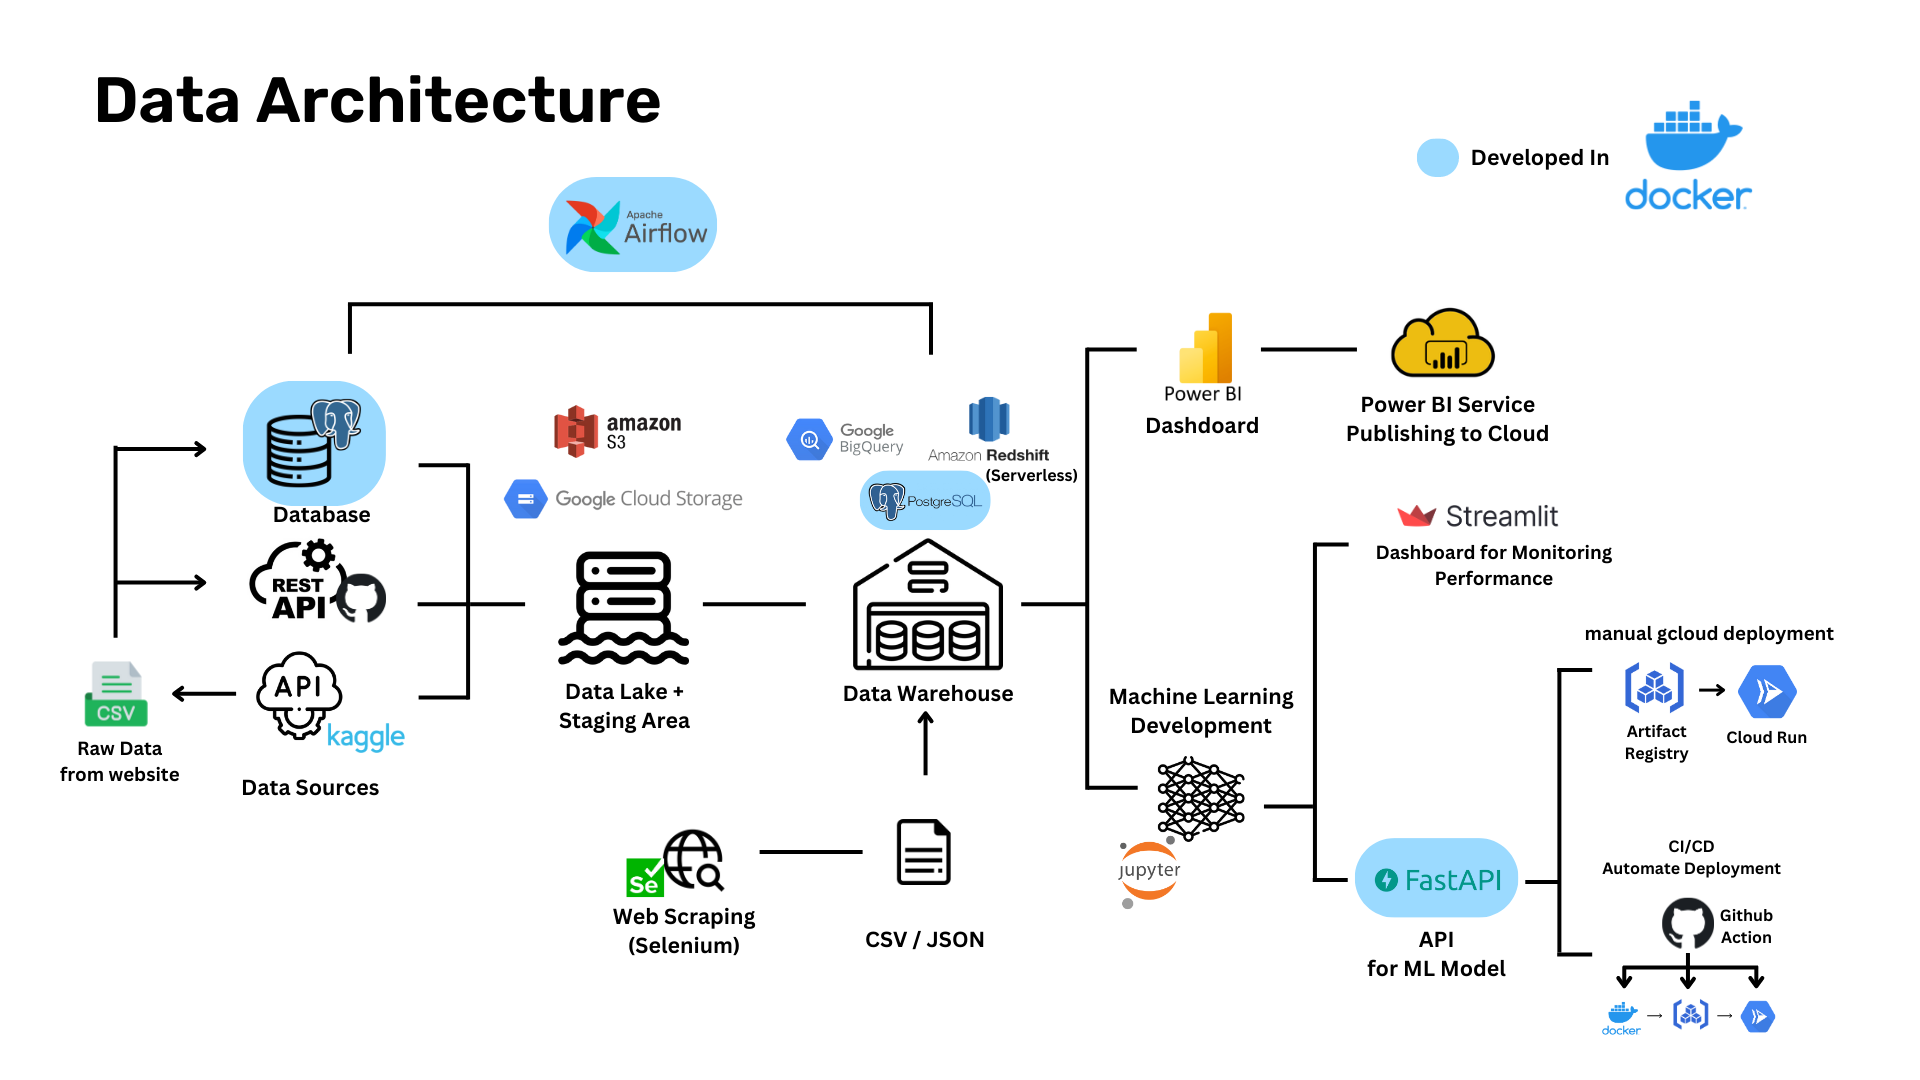 Data Architecture
Developed In
docker
Apache
Airflow
Database
REST
API
API
kaggle
CSV
Raw Data
from website
Data Sources
amazon
S3
Google Cloud Storage
Data Lake +
Staging Area
Google
BigQuery
Amazon Redshift
(Serverless)
PostgreSQL
Data Warehouse
Se
Web Scraping
(Selenium)
CSV / JSON
Power BI
Dashdoard
Power BI Service
Publishing to Cloud
Machine Learning
Development
jupyter
Streamlit
Dashboard for Monitoring
Performance
FastAPI
API
for ML Model
manual gcloud deployment
Artifact
Registry
Cloud Run
CI/CD
Automate Deployment
Github
Action
docker